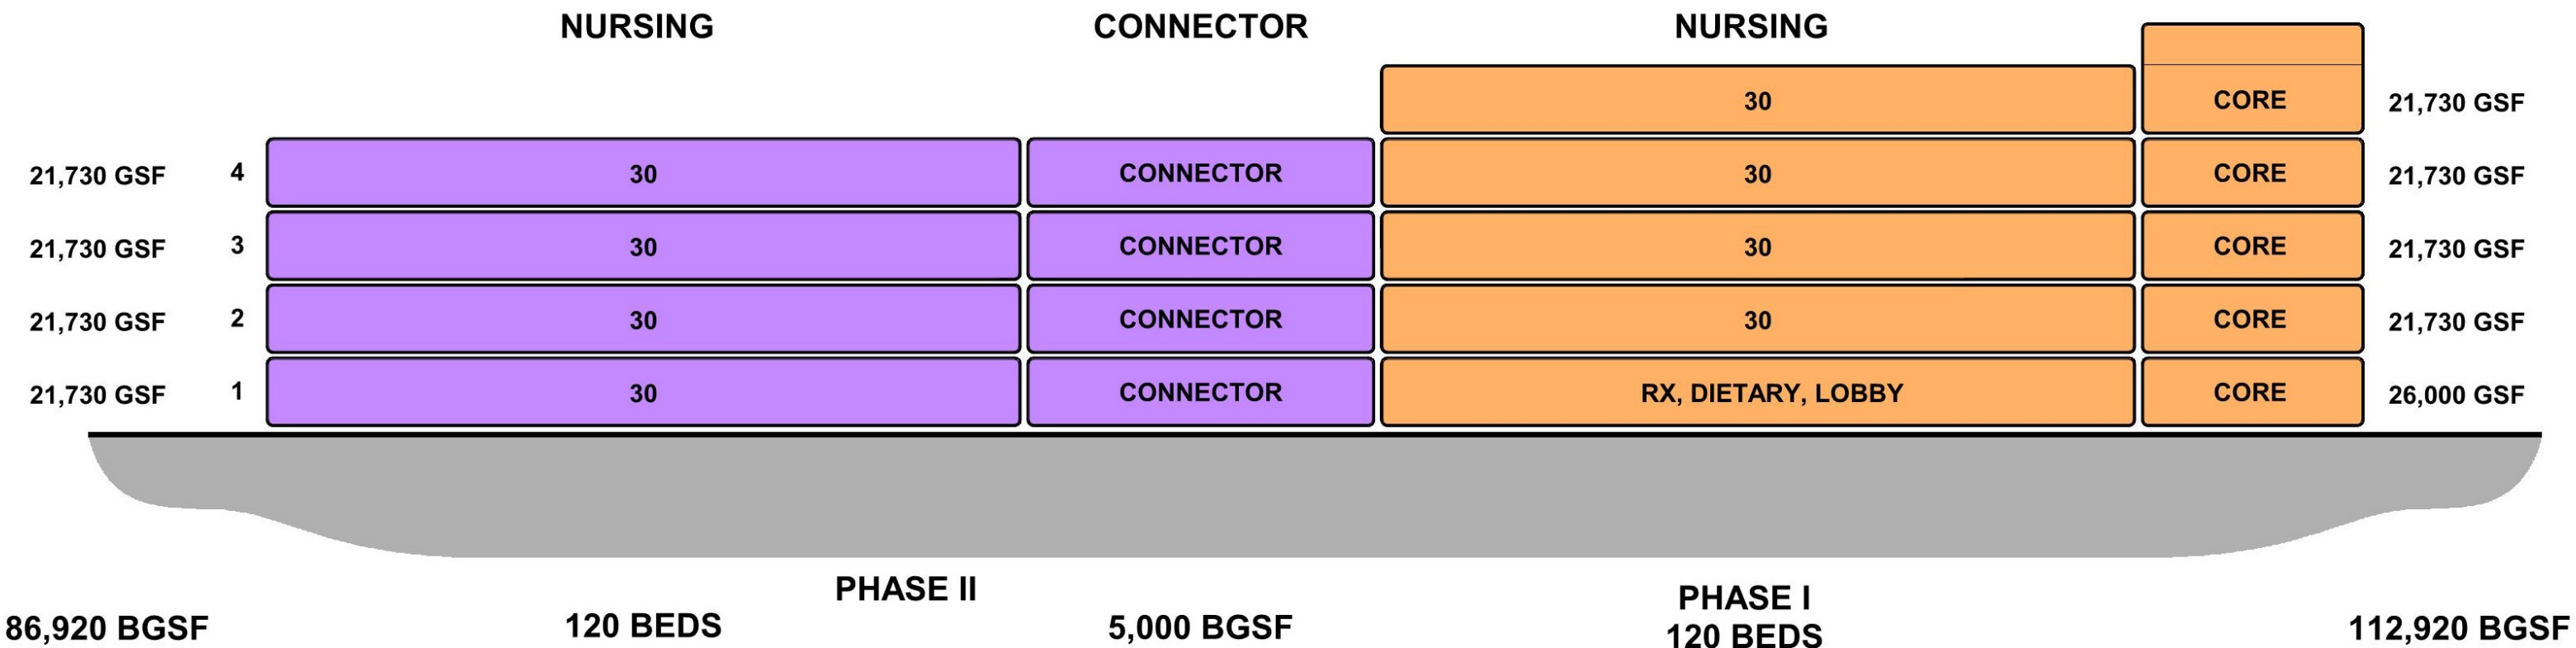 NURSING CONNECTOR NURSING
30 CORE 21,730 GSF
21,730 GSF 4 30 CONNECTOR 30 CORE 21,730 GSF
21,730 GSF 3 30 CONNECTOR 30 CORE 21,730 GSF
21,730 GSF 2 30 CONNECTOR 30 CORE 21,730 GSF
21,730 GSF 1 30 CONNECTOR RX, DIETARY, LOBBY CORE 26,000 GSF
PHASE II PHASE I
86,920 BGSF 120 BEDS 5,000 BGSF 120 BEDS 112,920 BGSF